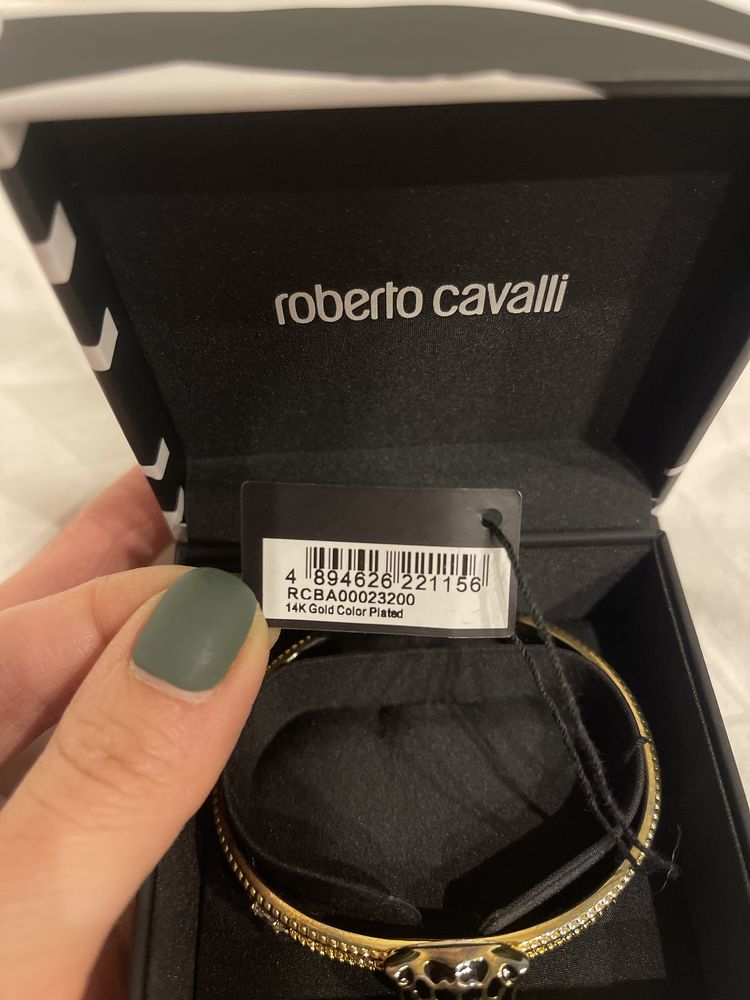 roberto cavalli
4 894626 221156
RCBA00023200
14K Gold Color Plated